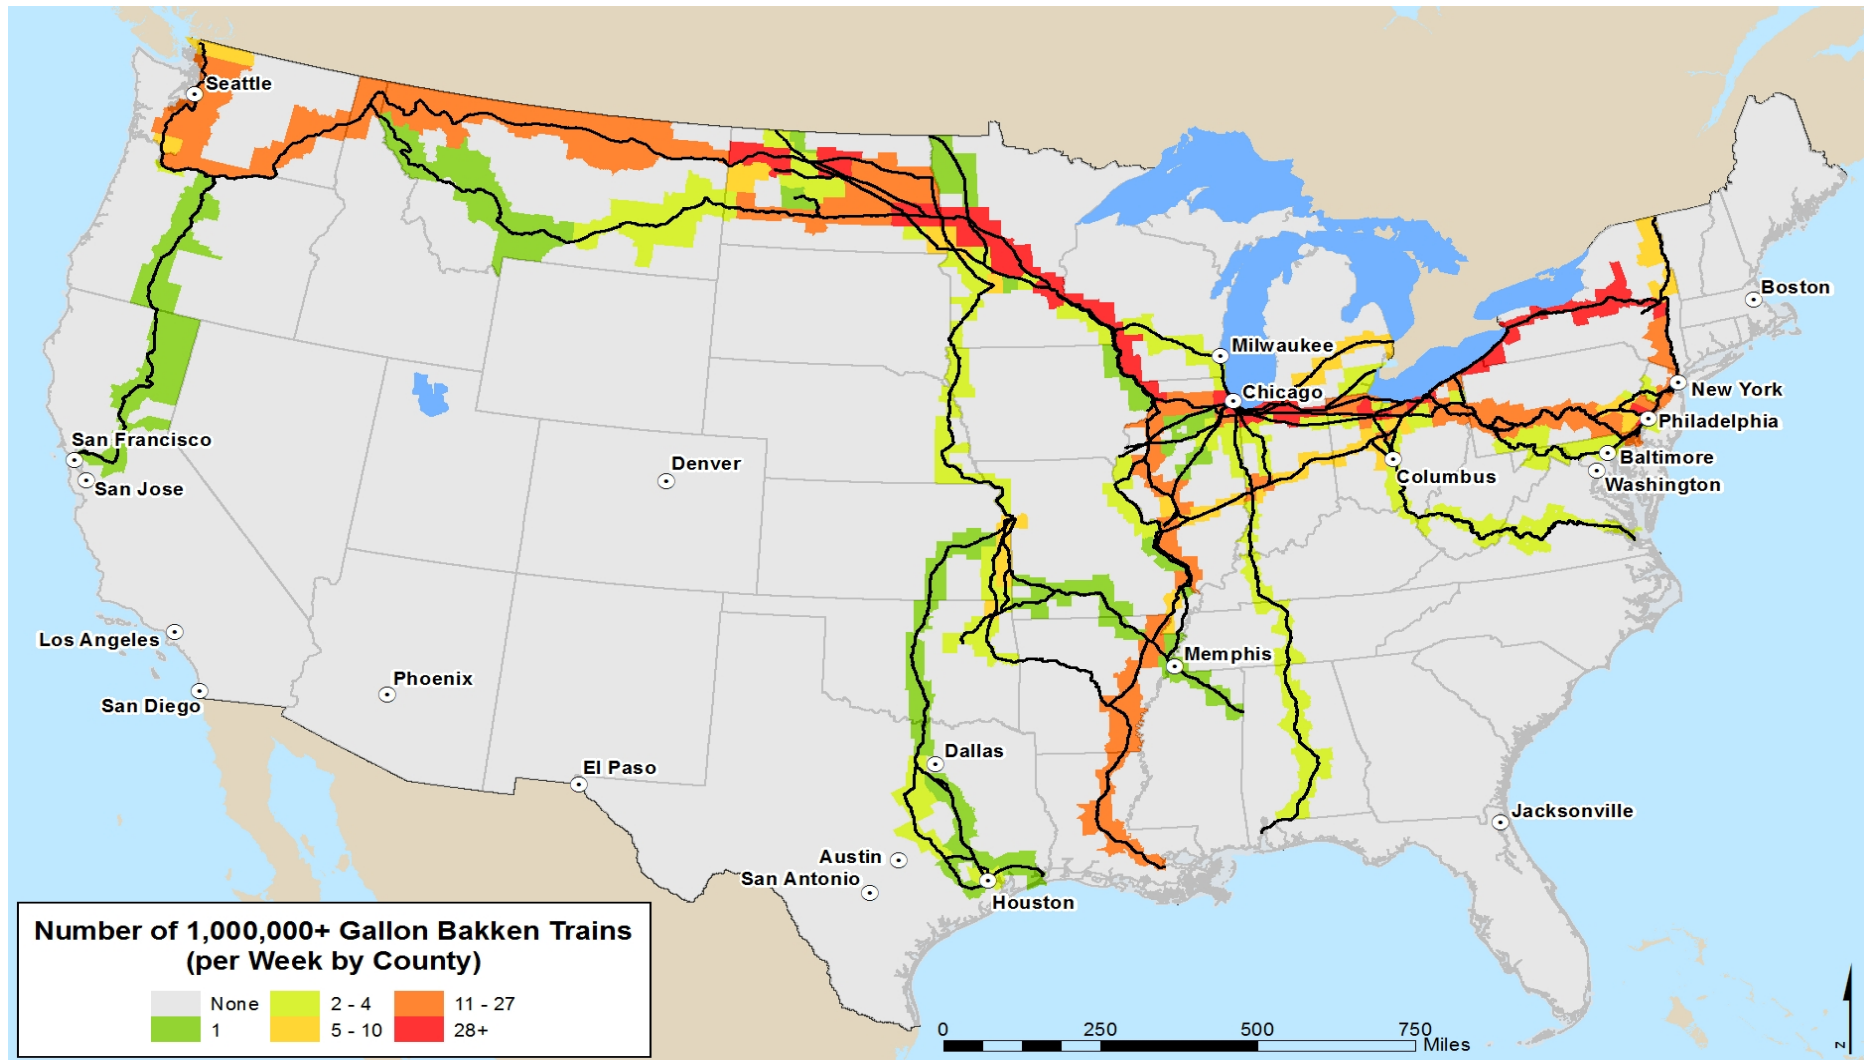 Seattle
Boston
Milwaukee
Chicago
New York
Philadelphia
San Francisco
Denver
Baltimore
Columbus
San Jose
Washington
Los Angeles
Memphis
Phoenix
San Diego
Dallas
El Paso
Jacksonville
Austin
San Antonio
Houston
Number of 1,000,000+ Gallon Bakken Trains
(per Week by County)
None 2 - 4 11 - 27
1 5 - 10 28+
0 250 500 750
Miles
N